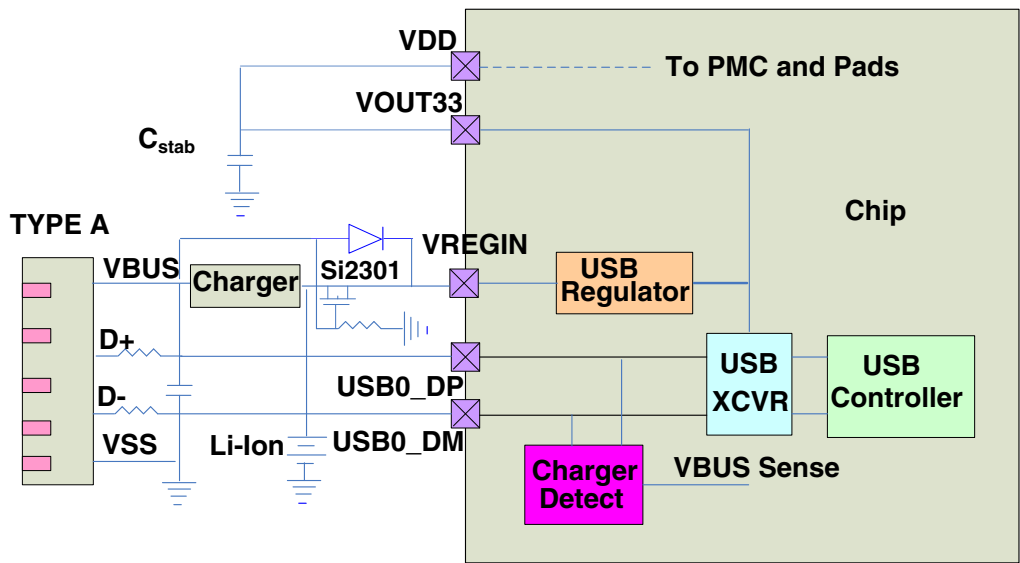 VDD
To PMC and Pads
VOUT33
C_stab
Chip
TYPE A
VREGIN
VBUS
Charger
Si2301
USB
Regulator
D+
USB
XCVR
USB
Controller
D-
USB0_DP
VSS
Li-Ion
USB0_DM
Charger
Detect
VBUS Sense